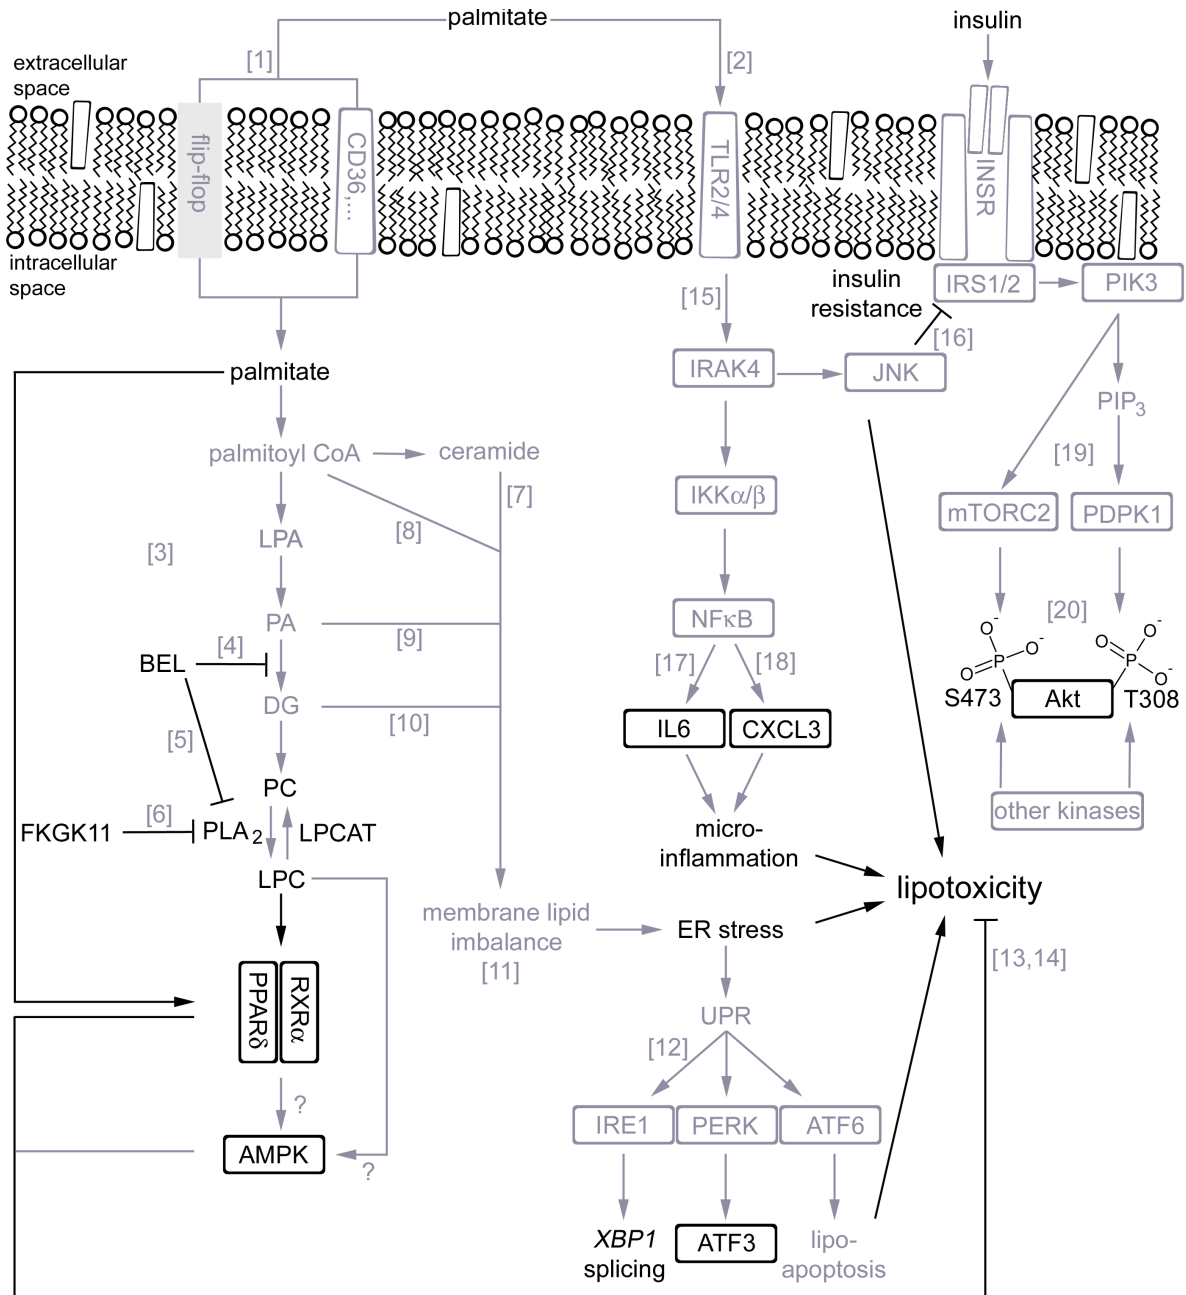 palmitate
insulin
[1]
[2]
extracellular
space
flip-flop
CD36,...
TLR2/4
INSR
intracellular
space
insulin
resistance
IRS1/2
PIK3
[15]
[16]
palmitate
IRAK4
JNK
PIP3
palmitoyl CoA
ceramide
[19]
[7]
IKKα/β
mTORC2
PDPK1
[8]
LPA
[3]
PA
NFκB
[20]
[9]
[4]
BEL
[17]
[18]
O-
O-
O
P
O
O-
P
O-
S473
Akt
T308
DG
[10]
IL6
CXCL3
[5]
PC
[6]
FKGK11
PLA2
LPCAT
other kinases
micro-
inflammation
LPC
lipotoxicity
membrane lipid
imbalance
[11]
ER stress
[13,14]
PPARδ
RXRα
UPR
[12]
?
IRE1
PERK
ATF6
AMPK
?
XBP1
splicing
ATF3
lipo-
apoptosis